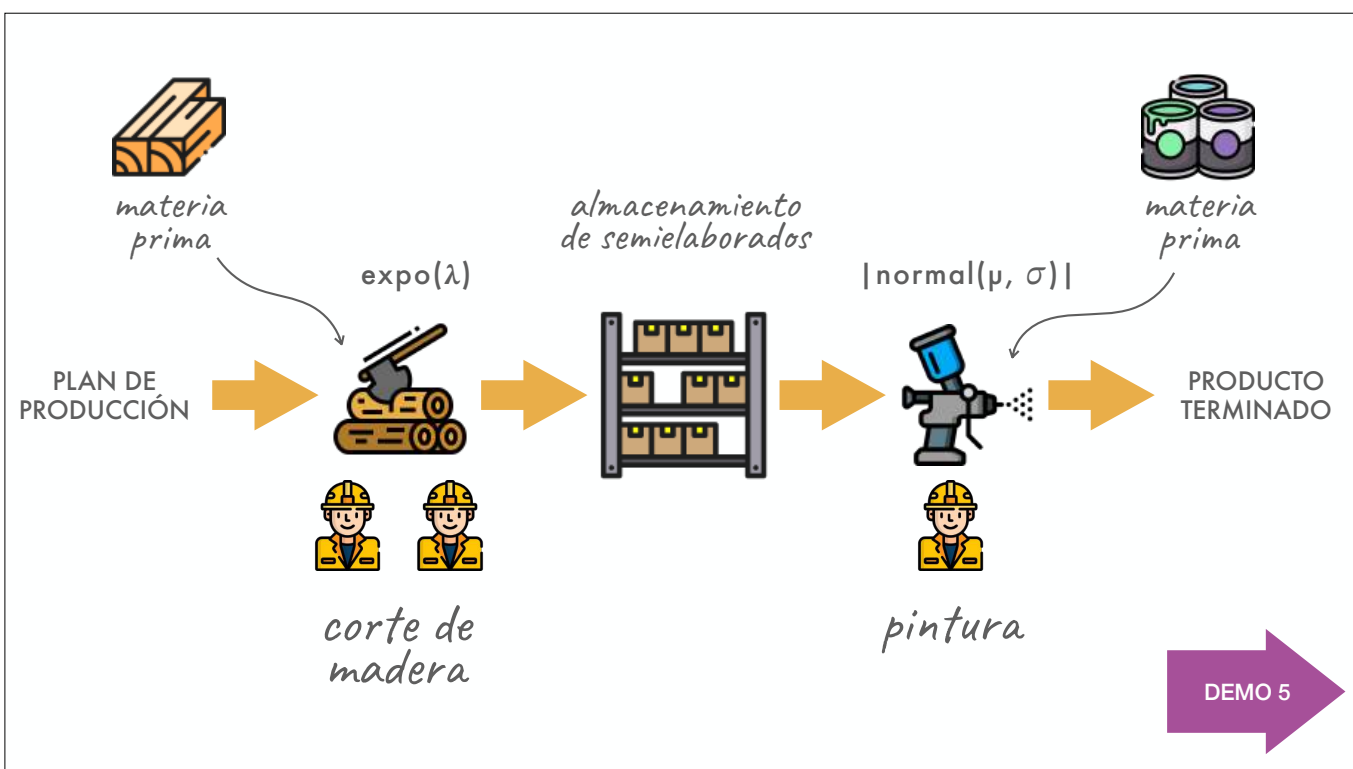 materia
prima
expo(λ)
almacenamiento
de semielaborados
|normal(μ, σ)|
materia
prima
PLAN DE
PRODUCCIÓN
PRODUCTO
TERMINADO
corte de
madera
pintura
DEMO 5